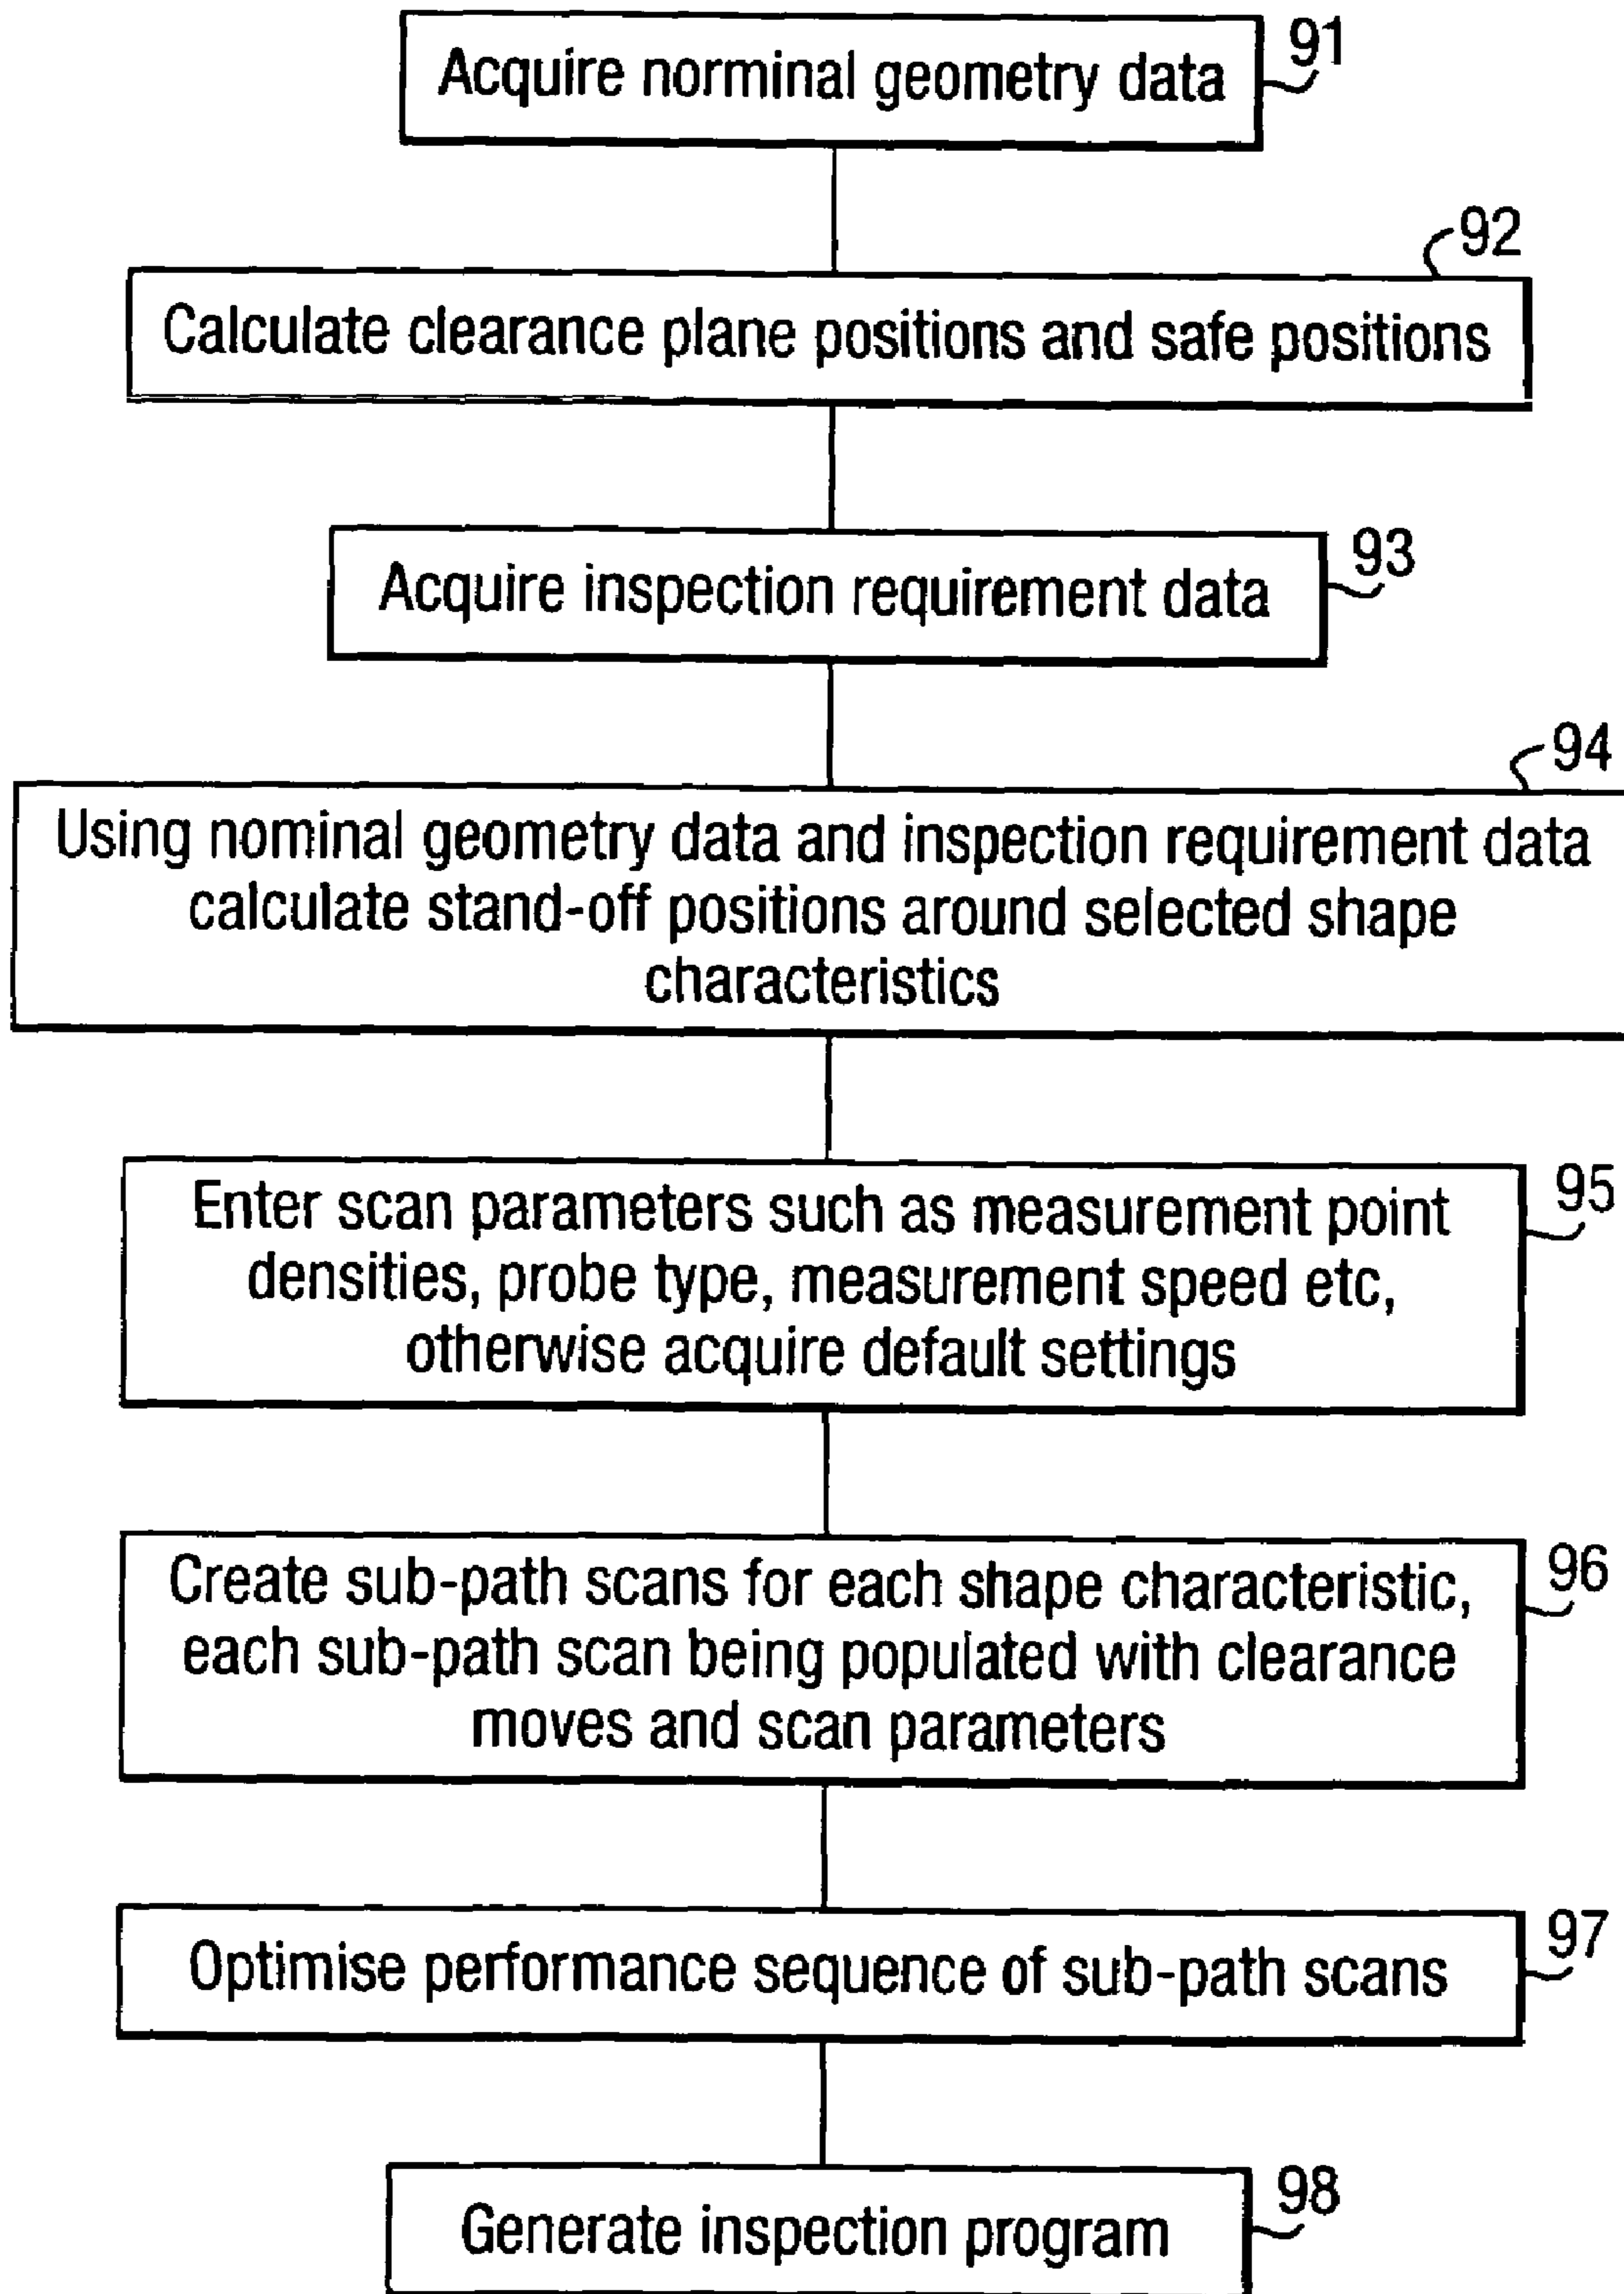 Acquire norminal geometry data
91
92
Calculate clearance plane positions and safe positions
Acquire inspection requirement data
93
94
Using nominal geometry data and inspection requirement data
calculate stand-off positions around selected shape
characteristics
Enter scan parameters such as measurement point
densities, probe type, measurement speed etc,
otherwise acquire default settings
95
Create sub-path scans for each shape characteristic,
each sub-path scan being populated with clearance
moves and scan parameters
96
Optimise performance sequence of sub-path scans
97
Generate inspection program
98